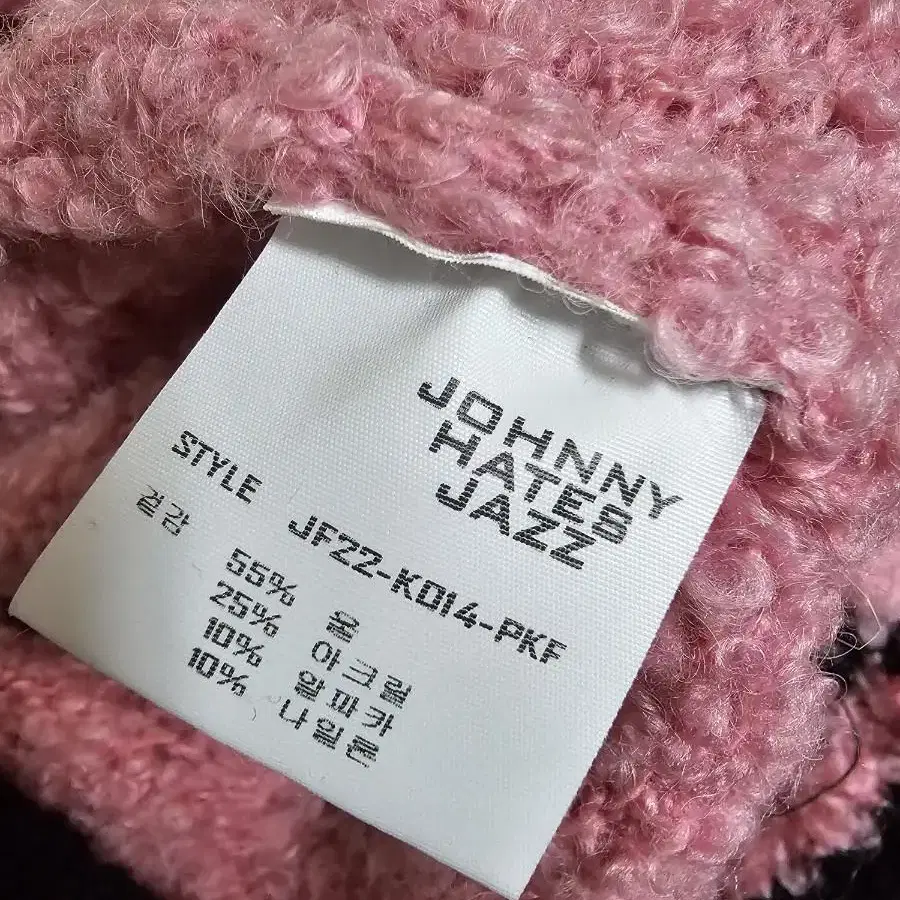 JOHNNY
HATES
JAZZ
STYLE JF22-K014-PKF
겉감 55% 울
25% 아크릴
10% 알파카
10% 나일론